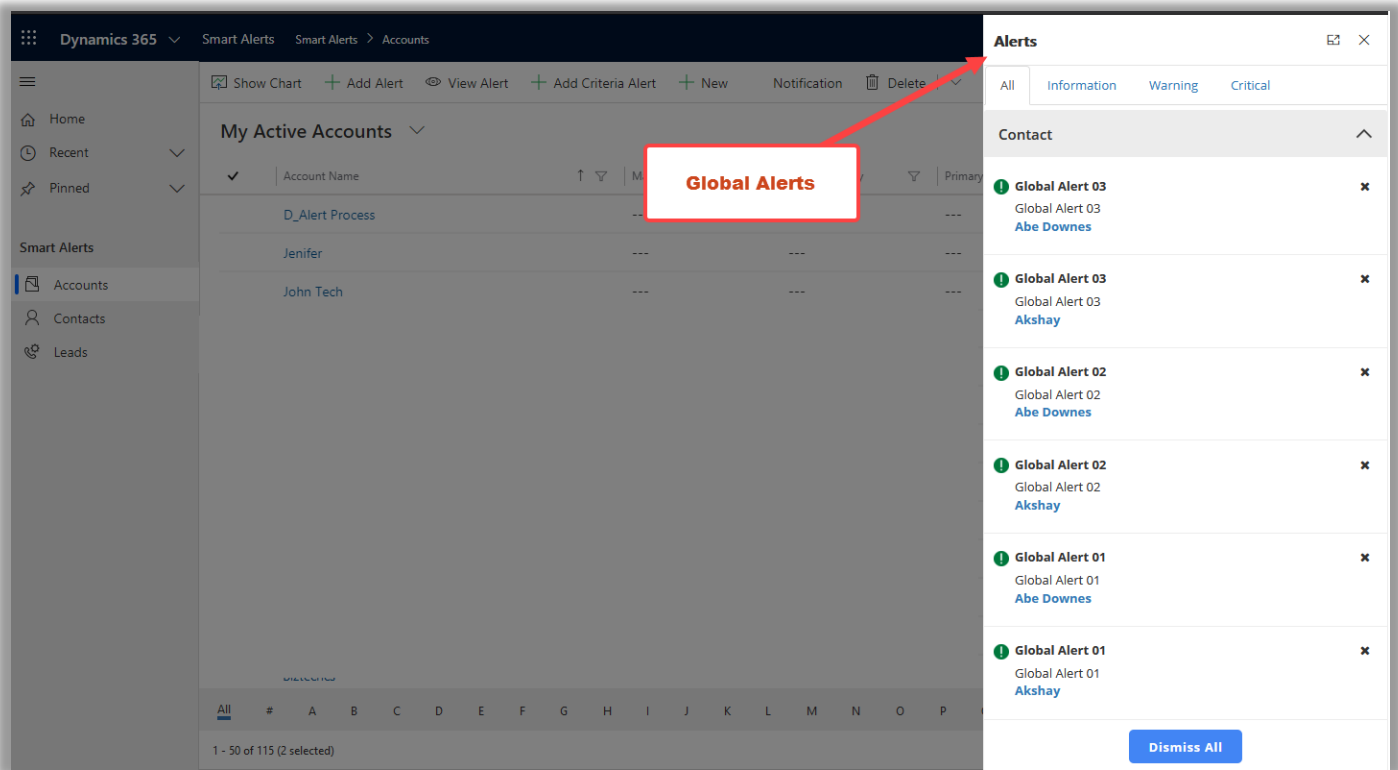 Dynamics 365 Smart Alerts Smart Alerts > Accounts
Show Chart Add Alert View Alert Add Criteria Alert New Notification Delete
Home
Recent
Pinned
Smart Alerts
Accounts
Contacts
Leads
My Active Accounts
Account Name Primary
D_Alert Process --- ---
Jenifer --- --- ---
John Tech --- --- ---
All # A B C D E F G H I J K L M N O P
1 - 50 of 115 (2 selected)
Global Alerts
Alerts
All Information Warning Critical
Contact
Global Alert 03
Global Alert 03
Abe Downes
Global Alert 03
Global Alert 03
Akshay
Global Alert 02
Global Alert 02
Abe Downes
Global Alert 02
Global Alert 02
Akshay
Global Alert 01
Global Alert 01
Abe Downes
Global Alert 01
Global Alert 01
Akshay
Dismiss All